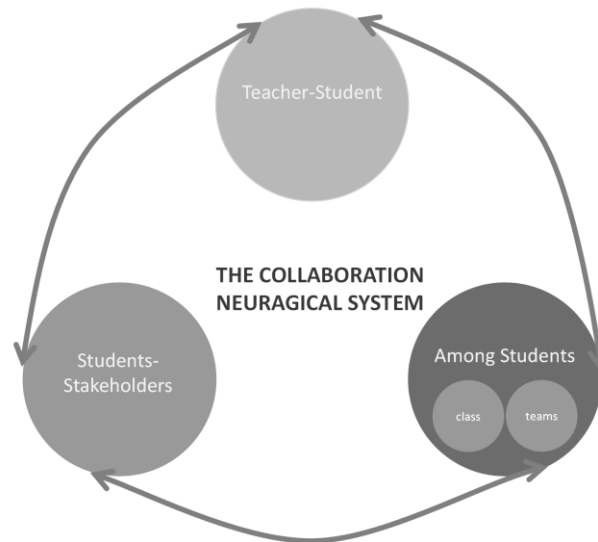 Teacher-Student
THE COLLABORATION
NEURAGICAL SYSTEM
Students-
Stakeholders
Among Students
class
teams